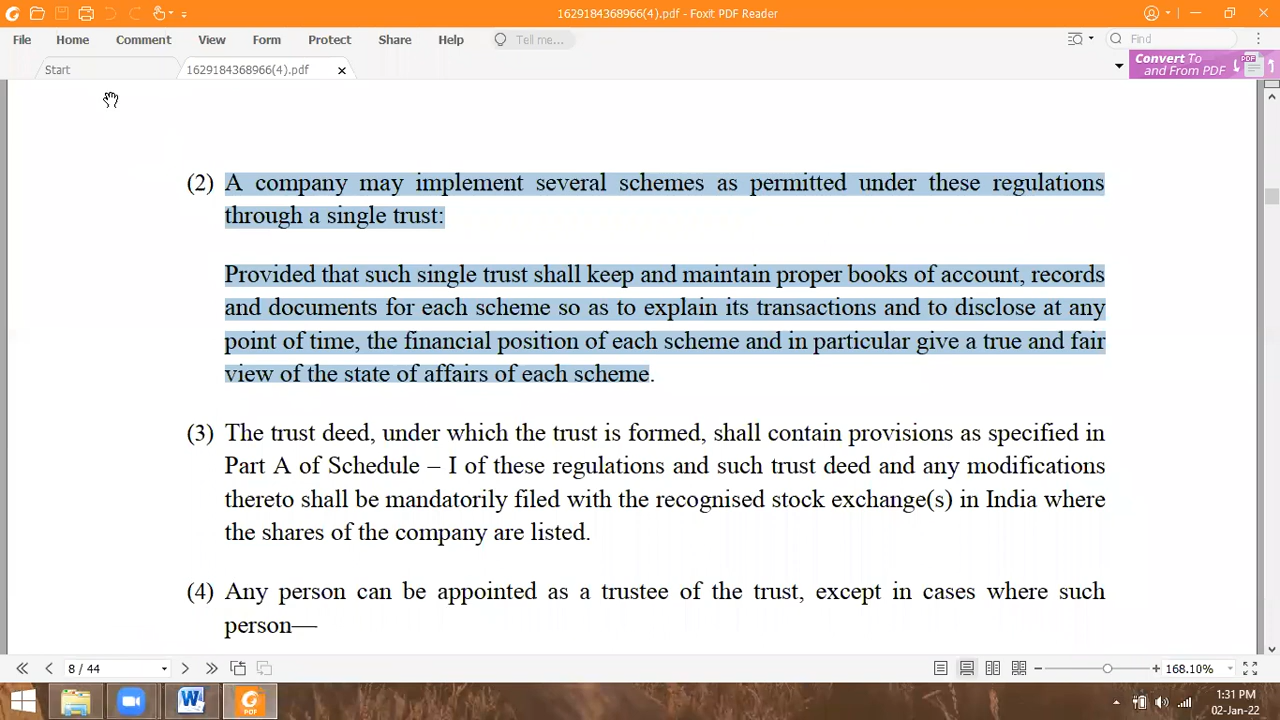 1629184368966(4).pdf - Foxit PDF Reader
File Home Comment View Form Protect Share Help Tell me... Find
Start 1629184368966(4).pdf
Convert To
and From PDF
PDF
(2) A company may implement several schemes as permitted under these regulations
through a single trust:
Provided that such single trust shall keep and maintain proper books of account, records
and documents for each scheme so as to explain its transactions and to disclose at any
point of time, the financial position of each scheme and in particular give a true and fair
view of the state of affairs of each scheme.
(3) The trust deed, under which the trust is formed, shall contain provisions as specified in
Part A of Schedule – I of these regulations and such trust deed and any modifications
thereto shall be mandatorily filed with the recognised stock exchange(s) in India where
the shares of the company are listed.
(4) Any person can be appointed as a trustee of the trust, except in cases where such
person—
8 / 44 168.10%
1:31 PM
02-Jan-22